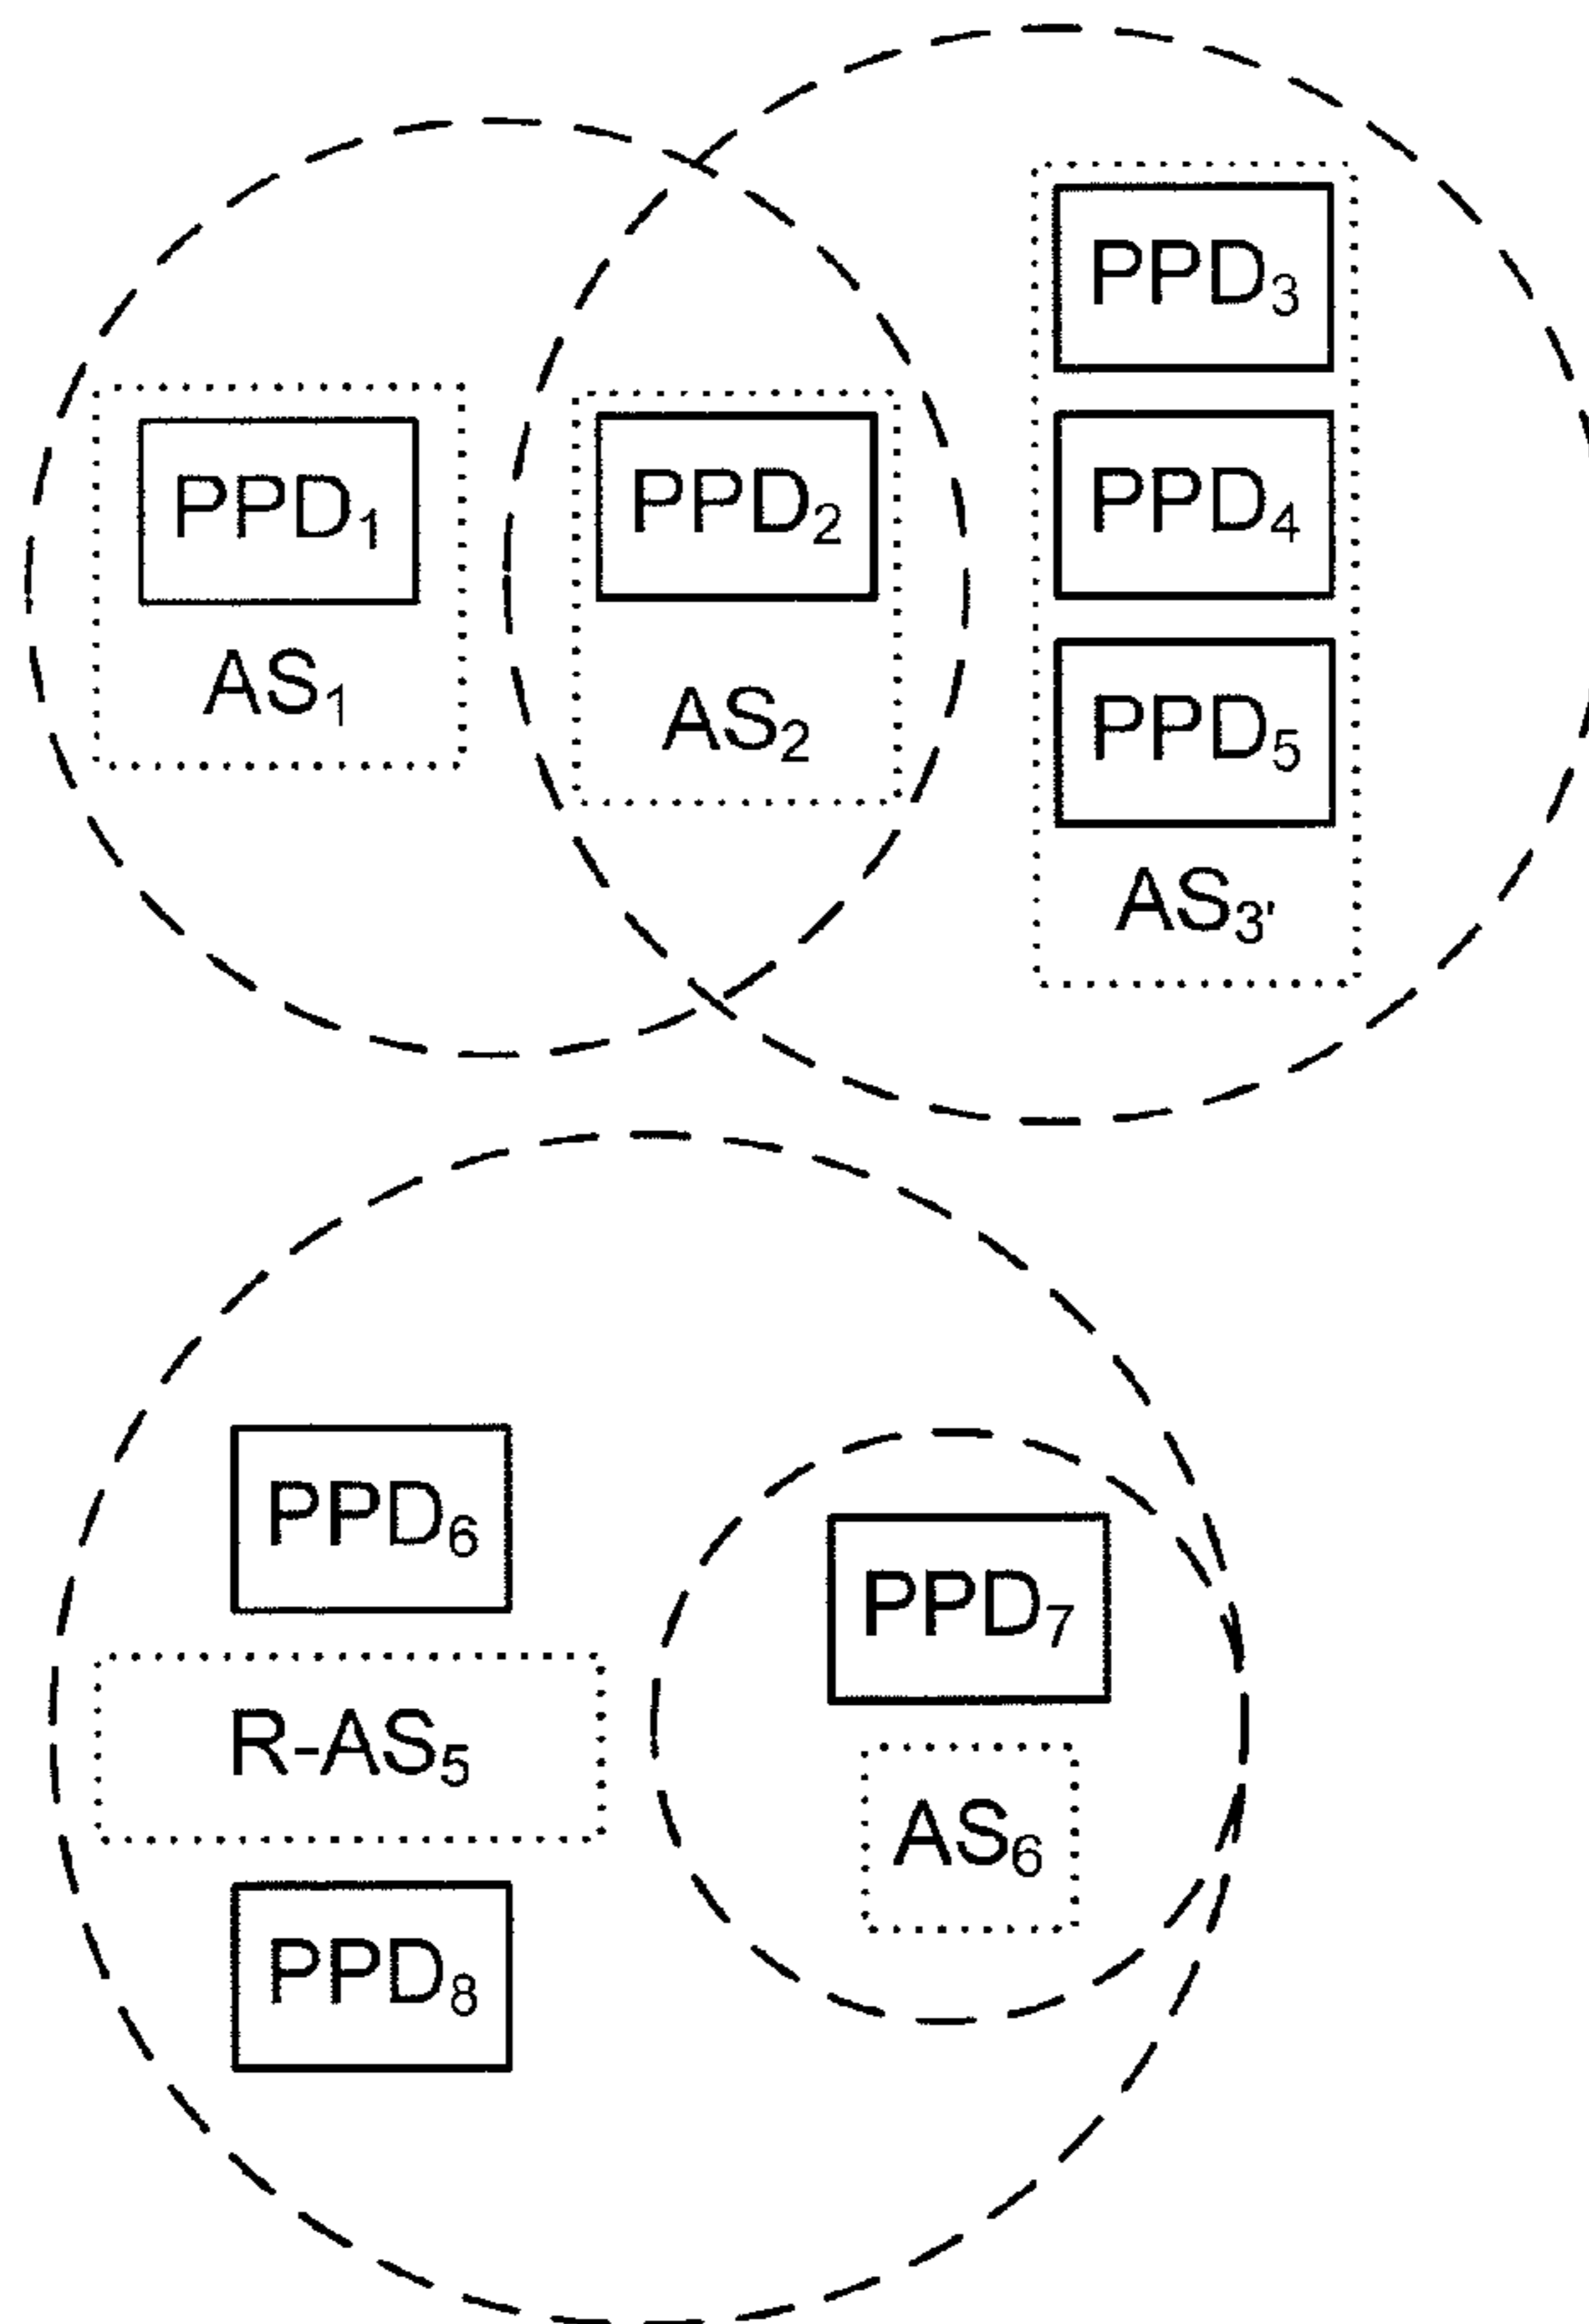 PPD₁
AS₁
PPD₂
AS₂
PPD₃
PPD₄
PPD₅
AS₃'
PPD₆
R-AS₅
PPD₈
PPD₇
AS₆